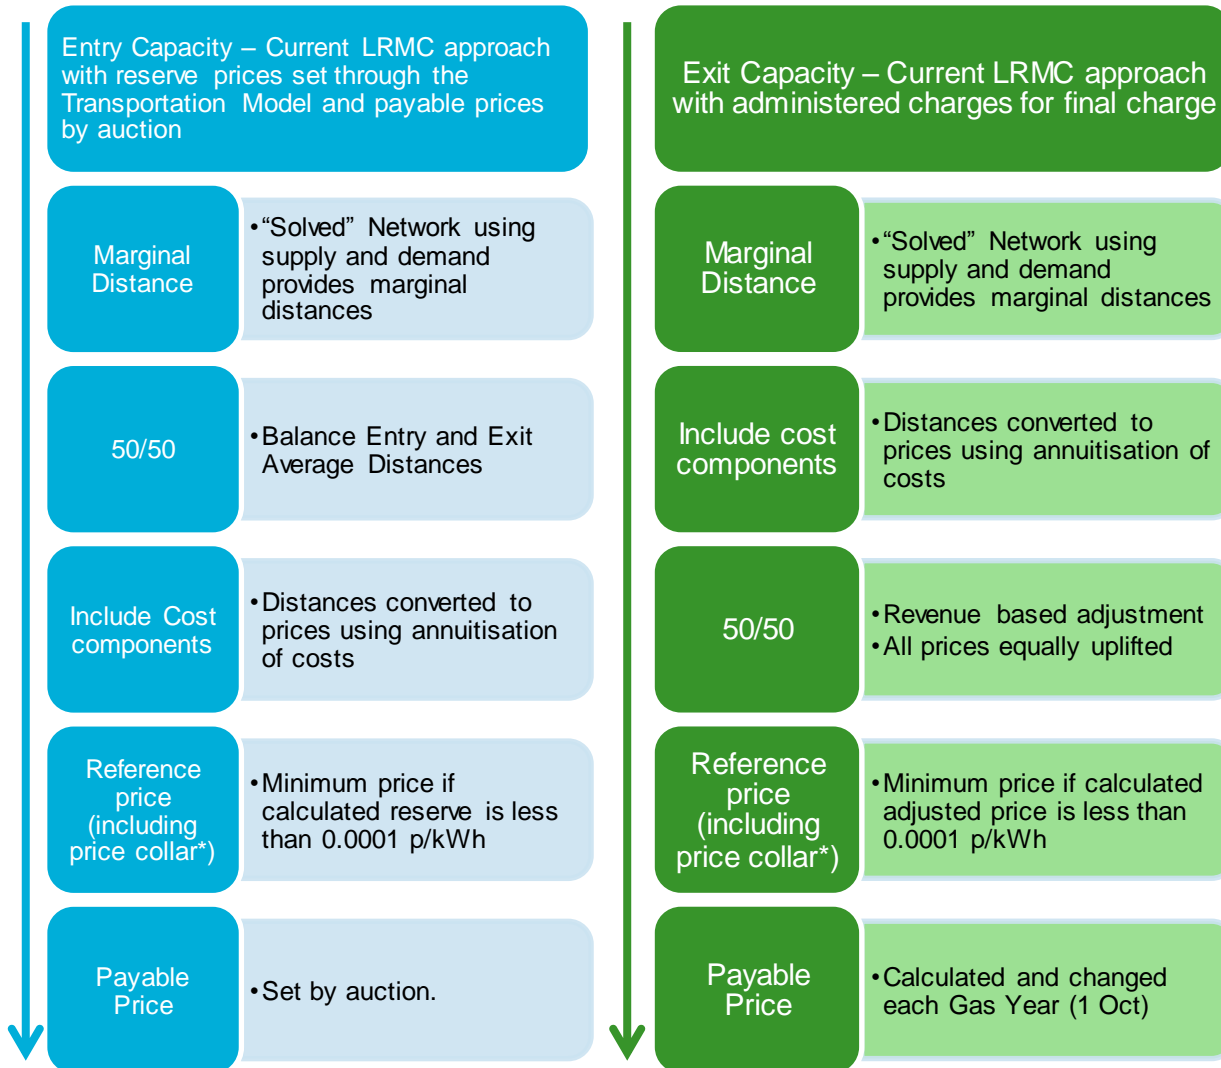 Entry Capacity – Current LRMC approach
with reserve prices set through the
Transportation Model and payable prices
by auction
Marginal
Distance
•“Solved” Network using
supply and demand
provides marginal
distances
50/50
•Balance Entry and Exit
Average Distances
Include Cost
components
•Distances converted to
prices using annuitisation
of costs
Reference
price
(including
price collar*)
•Minimum price if
calculated reserve is less
than 0.0001 p/kWh
Payable
Price
•Set by auction.
Exit Capacity – Current LRMC approach
with administered charges for final charge
Marginal
Distance
•“Solved” Network using
supply and demand
provides marginal distances
Include cost
components
•Distances converted to
prices using annuitisation of
costs
50/50
•Revenue based adjustment
•All prices equally uplifted
Reference
price
(including
price collar*)
•Minimum price if calculated
adjusted price is less than
0.0001 p/kWh
Payable
Price
•Calculated and changed
each Gas Year (1 Oct)